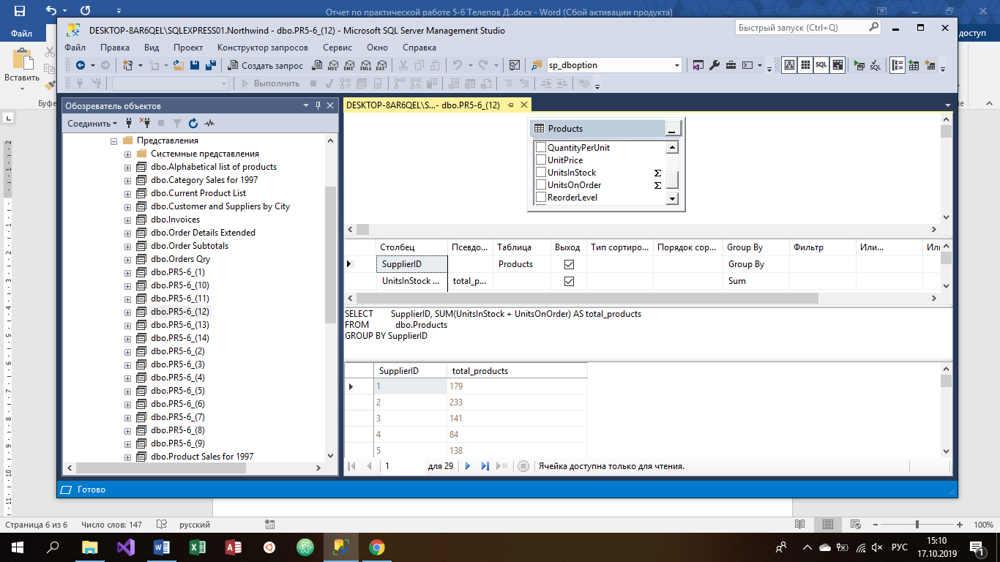 Отчет по практической работе 5-6 Телепов Д..docx - Word (Сбой активации продукта)
Файл
доступ
Вставить
Буфе
DESKTOP-8AR6QEL\SQLEXPRESS01.Northwind - dbo.PR5-6_(12) - Microsoft SQL Server Management Studio
Быстрый запуск (Ctrl+Q)
Файл Правка Вид Проект Конструктор запросов Сервис Окно Справка
Создать запрос MDX DMX XMLA DAX sp_dboption SQL
Выполнить
Обозреватель объектов
Соединить
Представления
Системные представления
dbo.Alphabetical list of products
dbo.Category Sales for 1997
dbo.Current Product List
dbo.Customer and Suppliers by City
dbo.Invoices
dbo.Order Details Extended
dbo.Order Subtotals
dbo.Orders Qry
dbo.PR5-6_(1)
dbo.PR5-6_(10)
dbo.PR5-6_(11)
dbo.PR5-6_(12)
dbo.PR5-6_(13)
dbo.PR5-6_(14)
dbo.PR5-6_(2)
dbo.PR5-6_(3)
dbo.PR5-6_(4)
dbo.PR5-6_(5)
dbo.PR5-6_(6)
dbo.PR5-6_(7)
dbo.PR5-6_(8)
dbo.PR5-6_(9)
dbo.Product Sales for 1997
DESKTOP-8AR6QEL\S...- dbo.PR5-6_(12)
Products
QuantityPerUnit
UnitPrice
UnitsInStock Σ
UnitsOnOrder Σ
ReorderLevel
Столбец Псевдо... Таблица Выход Тип сортиро... Порядок сор... Group By Фильтр Или... Или
SupplierID Products Group By
UnitsInStock ... total_p... Sum
SELECT SupplierID, SUM(UnitsInStock + UnitsOnOrder) AS total_products
FROM dbo.Products
GROUP BY SupplierID
SupplierID total_products
1 179
2 233
3 141
4 84
5 138
1 для 29 Ячейка доступна только для чтения.
Готово
Страница 6 из 6 Число слов: 147 русский 100%
РУС
15:10
17.10.2019
1